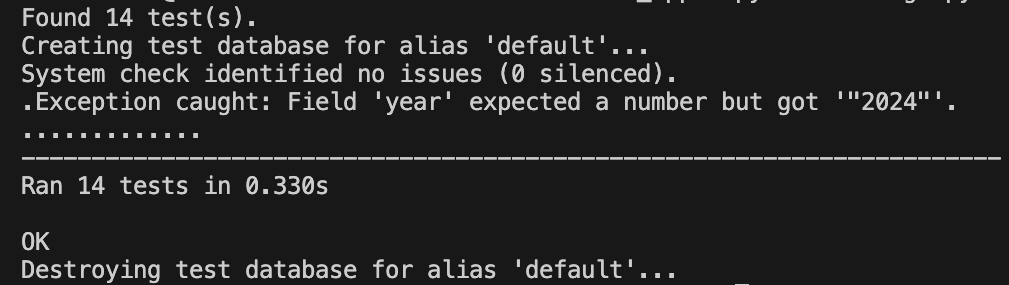 Found 14 test(s).
Creating test database for alias 'default'...
System check identified no issues (0 silenced).
.Exception caught: Field 'year' expected a number but got '"2024"'.
.............
----------------------------------------------------------------------
Ran 14 tests in 0.330s

OK
Destroying test database for alias 'default'...